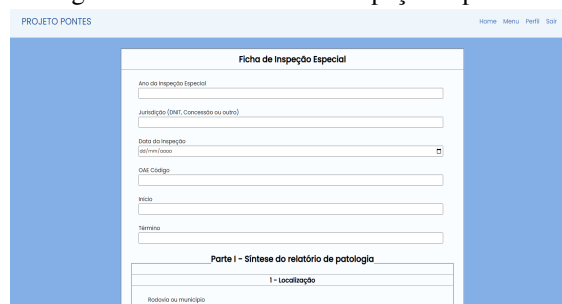 PROJETO PONTES
Home Menu Perfil Sair
Ficha de Inspeção Especial
Ano da Inspeção Especial
Jurisdição (DNIT, Concessão ou outro)
Data da Inspeção
dd/mm/aaaa
OAE Código
Início
Término
Parte I - Síntese do relatório de patologia
1 - Localização
Rodovia ou município